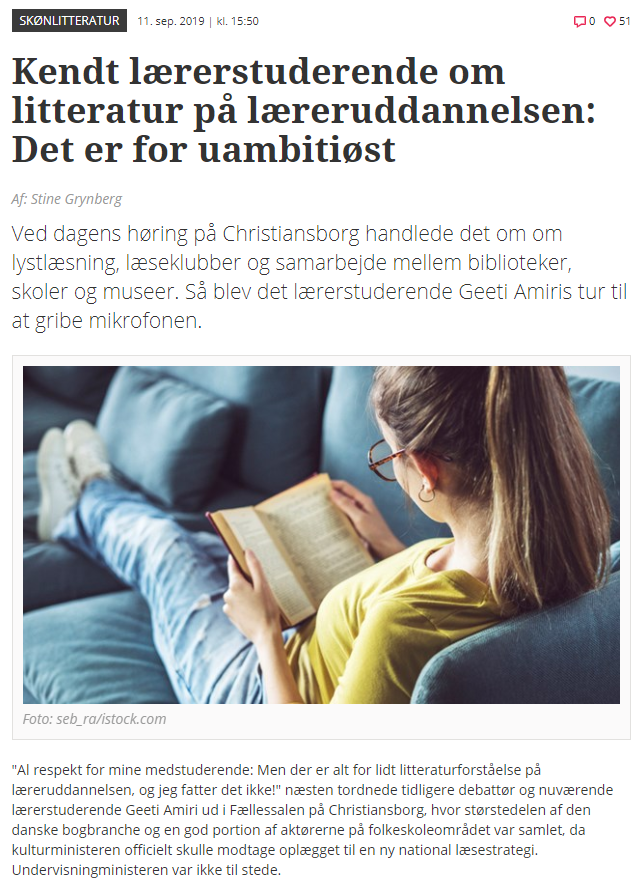 SKØNLITTERATUR 11. sep. 2019 | kl. 15:50 0 51
Kendt lærerstuderende om
litteratur på læreruddannelsen:
Det er for uambitiøst
Af: Stine Grynberg
Ved dagens høring på Christiansborg handlede det om om
lystlæsning, læseklubber og samarbejde mellem biblioteker,
skoler og museer. Så blev det lærerstuderende Geeti Amiris tur til
at gribe mikrofonen.
Foto: seb_ra/istock.com
"Al respekt for mine medstuderende: Men der er alt for lidt litteraturforståelse på
læreruddannelsen, og jeg fatter det ikke!" næsten tordnede tidligere debattør og nuværende
lærerstuderende Geeti Amiri ud i Fællessalen på Christiansborg, hvor størstedelen af den
danske bogbranche og en god portion af aktørerne på folkeskoleområdet var samlet, da
kulturministeren officielt skulle modtage oplægget til en ny national læsestrategi.
Undervisningministeren var ikke til stede.